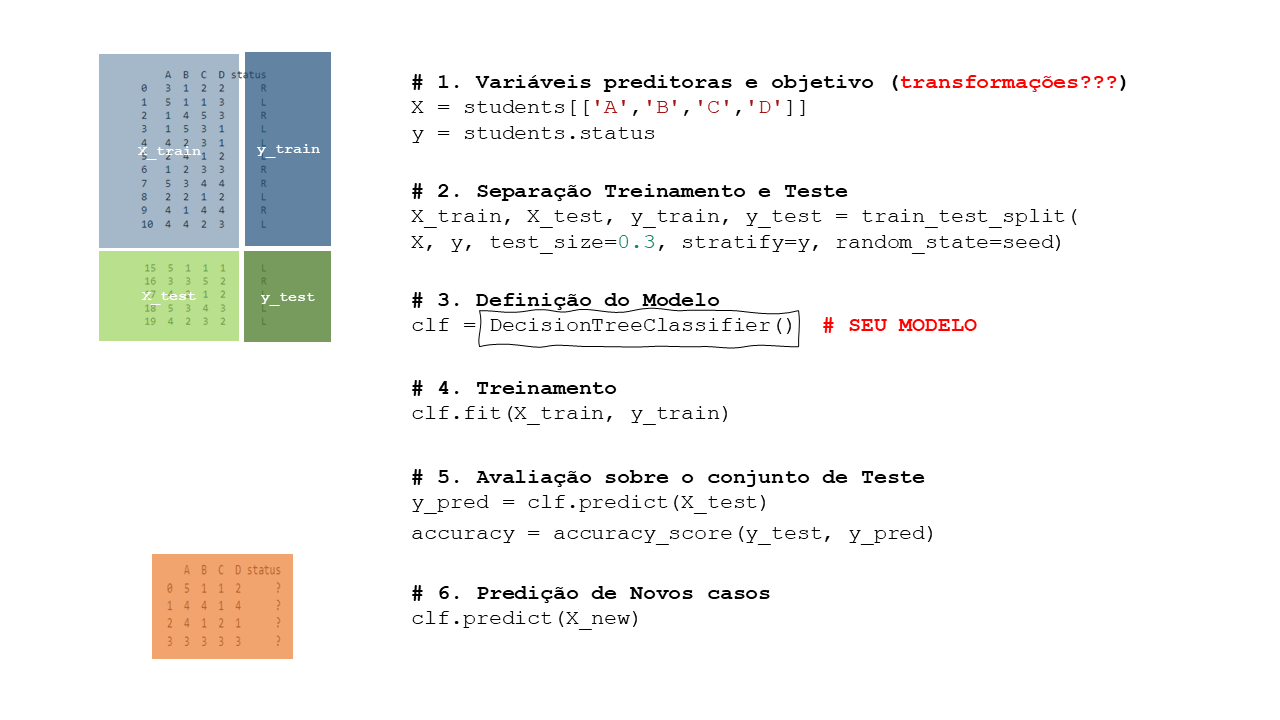 A B C D status
0 3 1 2 2 R
1 5 1 1 3 L
2 1 4 5 3 R
3 1 5 3 1 L
4 4 2 3 1 L
X_train
y_train
5 2 4 1 2
6 1 2 3 3 R
7 5 3 4 4 R
8 2 2 1 2 L
9 4 1 4 4 R
10 4 4 2 3 L
15 5 1 1 1 L
16 3 3 5 2 R
X_test
y_test
1 2
18 5 3 4 3 L
19 4 2 3 2 L
A B C D status
0 5 1 1 2 ?
1 4 4 1 4 ?
2 4 1 2 1 ?
3 3 3 3 3 ?
# 1. Variáveis preditoras e objetivo (transformações???)
X = students[['A','B','C','D']]
y = students.status
# 2. Separação Treinamento e Teste
X_train, X_test, y_train, y_test = train_test_split(
X, y, test_size=0.3, stratify=y, random_state=seed)
# 3. Definição do Modelo
clf = DecisionTreeClassifier() # SEU MODELO
# 4. Treinamento
clf.fit(X_train, y_train)
# 5. Avaliação sobre o conjunto de Teste
y_pred = clf.predict(X_test)
accuracy = accuracy_score(y_test, y_pred)
# 6. Predição de Novos casos
clf.predict(X_new)